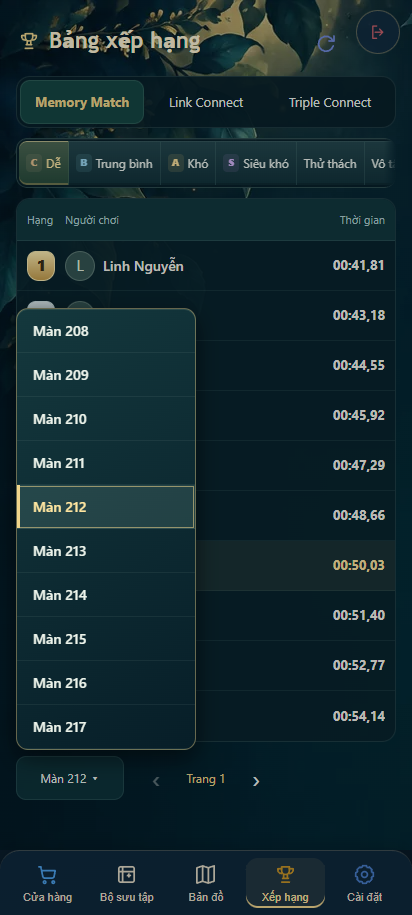 Bảng xếp hạng
Memory Match Link Connect Triple Connect
C Dễ B Trung bình A Khó S Siêu khó Thử thách Vô
Hạng Người chơi Thời gian
1 L Linh Nguyễn 00:41,81
00:43,18
Màn 208
00:44,55
Màn 209
Màn 210
00:45,92
Màn 211
00:47,29
Màn 212
00:48,66
Màn 213
00:50,03
Màn 214
00:51,40
Màn 215
00:52,77
Màn 216
00:54,14
Màn 217
Màn 212 Trang 1
Cửa hàng Bộ sưu tập Bản đồ Xếp hạng Cài đặt